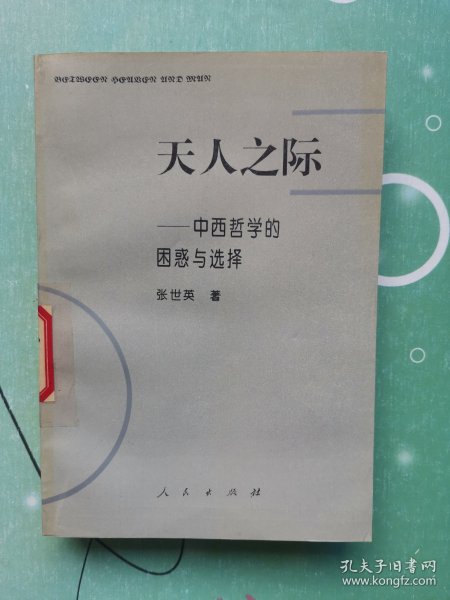 BETWEEN HEAVEN AND MAN
天人之际
——中西哲学的
困惑与选择
张世英 著
人民出版社
孔夫子旧书网
www.kongfz.com